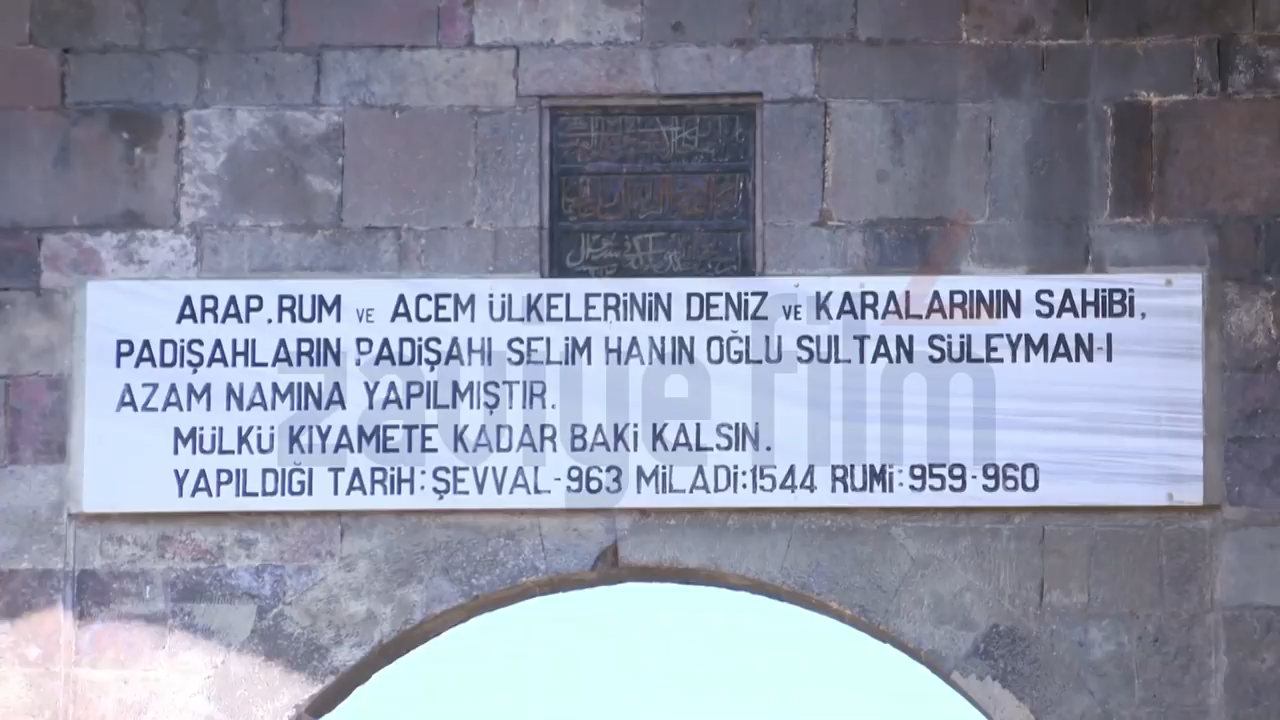 ARAP.RUM VE ACEM ÜLKELERİNİN DENİZ VE KARALARININ SAHİBİ,
PADİŞAHLARIN PADİŞAHI SELİM HANIN OĞLU SULTAN SÜLEYMAN-I
AZAM NAMINA YAPILMIŞTIR.
MÜLKÜ KIYAMETE KADAR BAKİ KALSIN.
YAPILDIĞI TARİH:ŞEVVAL-963 MİLADİ:1544 RUMİ:959-960